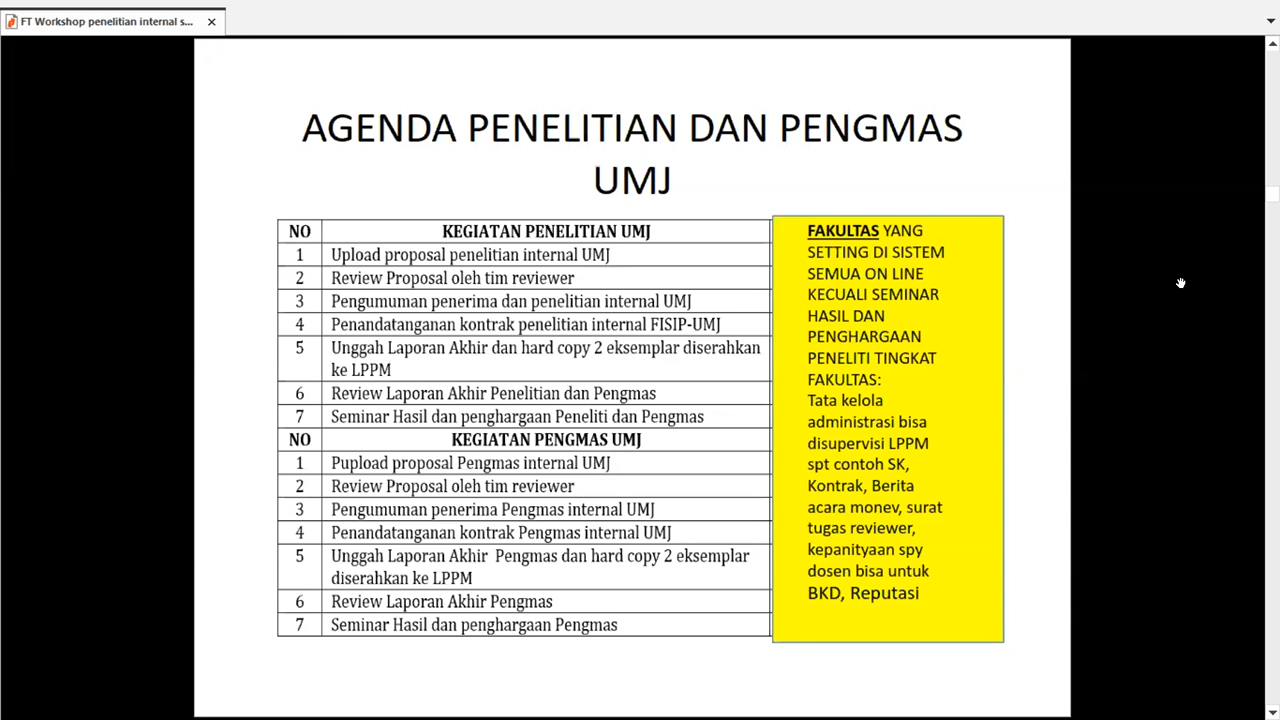 FT Workshop penelitian internal s...
AGENDA PENELITIAN DAN PENGMAS
UMJ
NO KEGIATAN PENELITIAN UMJ
1 Upload proposal penelitian internal UMJ
2 Review Proposal oleh tim reviewer
3 Pengumuman penerima dan penelitian internal UMJ
4 Penandatanganan kontrak penelitian internal FISIP-UMJ
5 Unggah Laporan Akhir dan hard copy 2 eksemplar diserahkan
ke LPPM
6 Review Laporan Akhir Penelitian dan Pengmas
7 Seminar Hasil dan penghargaan Peneliti dan Pengmas
NO KEGIATAN PENGMAS UMJ
1 Pupload proposal Pengmas internal UMJ
2 Review Proposal oleh tim reviewer
3 Pengumuman penerima Pengmas internal UMJ
4 Penandatanganan kontrak Pengmas internal UMJ
5 Unggah Laporan Akhir Pengmas dan hard copy 2 eksemplar
diserahkan ke LPPM
6 Review Laporan Akhir Pengmas
7 Seminar Hasil dan penghargaan Pengmas
FAKULTAS YANG
SETTING DI SISTEM
SEMUA ON LINE
KECUALI SEMINAR
HASIL DAN
PENGHARGAAN
PENELITI TINGKAT
FAKULTAS:
Tata kelola
administrasi bisa
disupervisi LPPM
spt contoh SK,
Kontrak, Berita
acara monev, surat
tugas reviewer,
kepanityaan spy
dosen bisa untuk
BKD, Reputasi